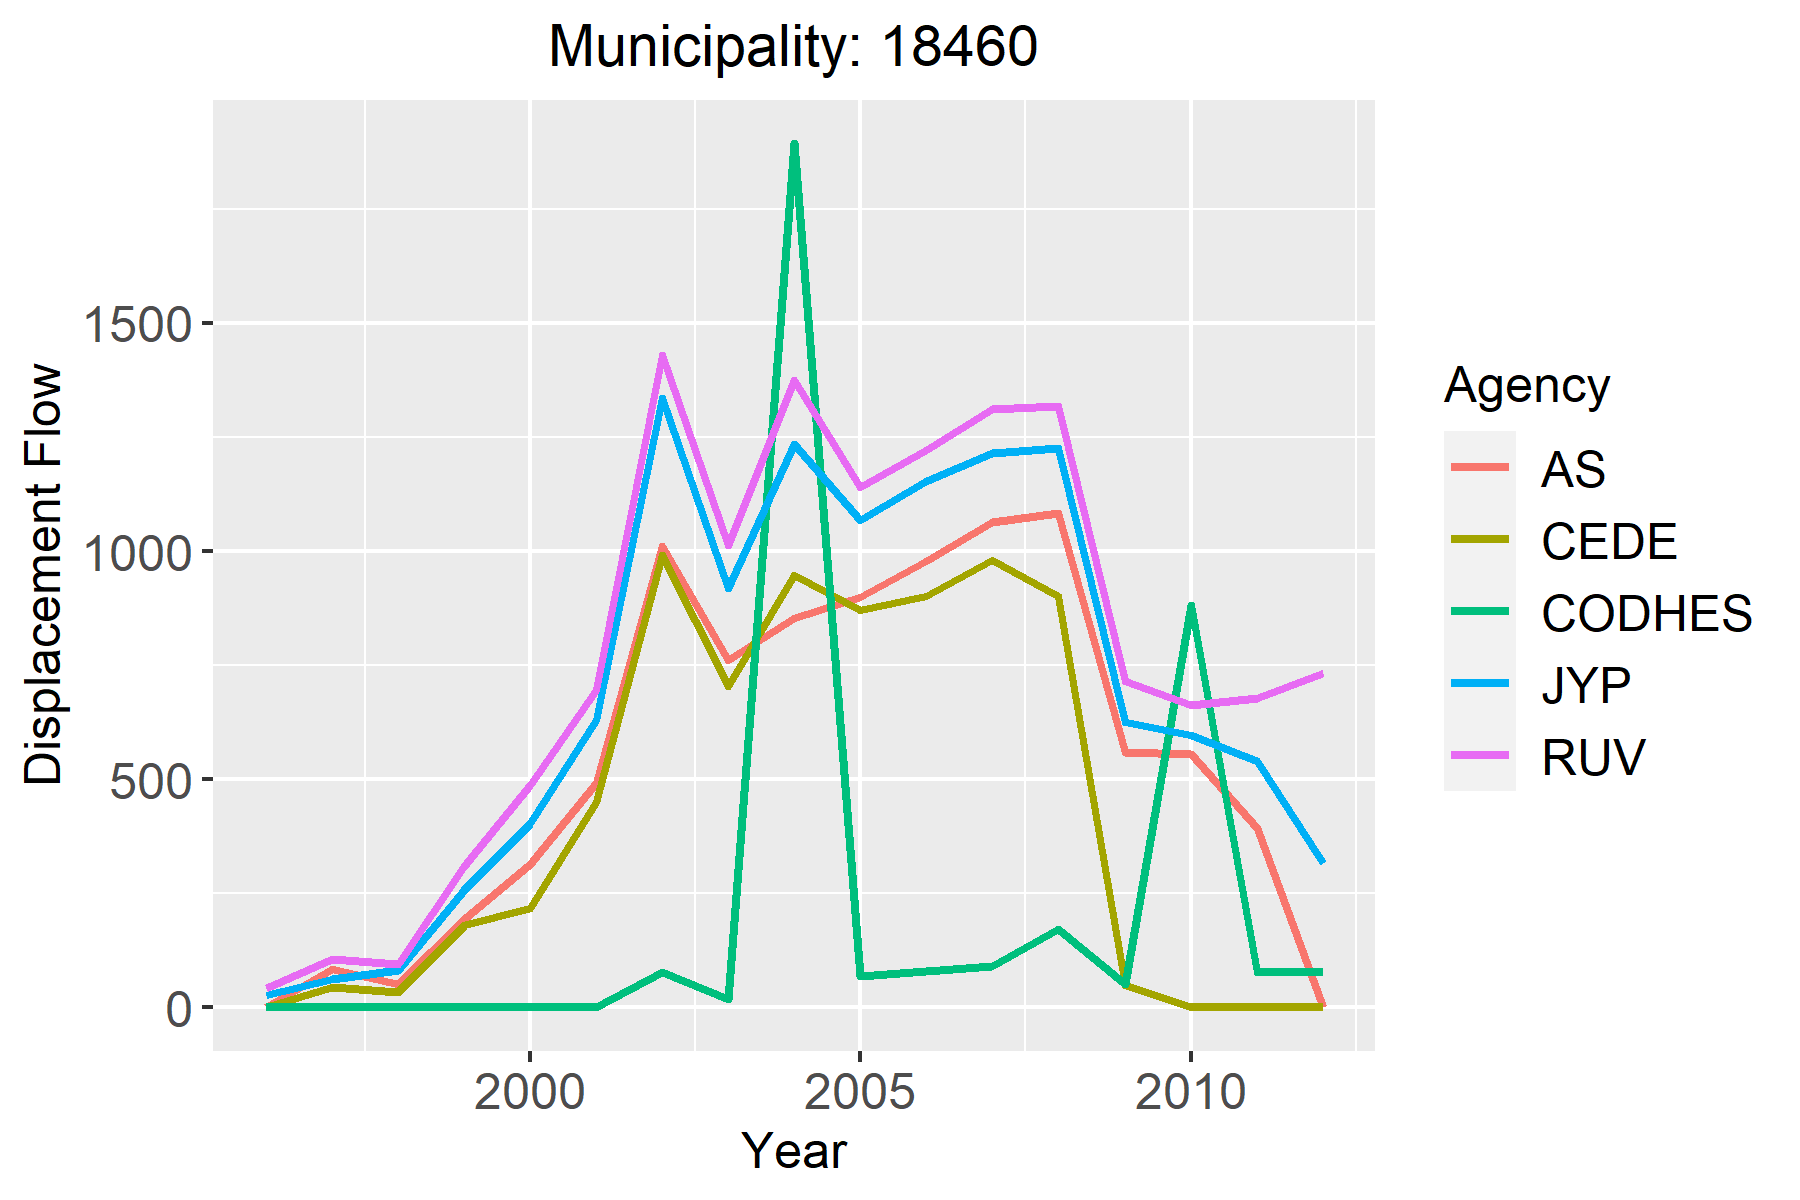 Municipality: 18460
Displacement Flow
1500
1000
500
0
2000
2005
2010
Year
Agency
AS
CEDE
CODHES
JYP
RUV